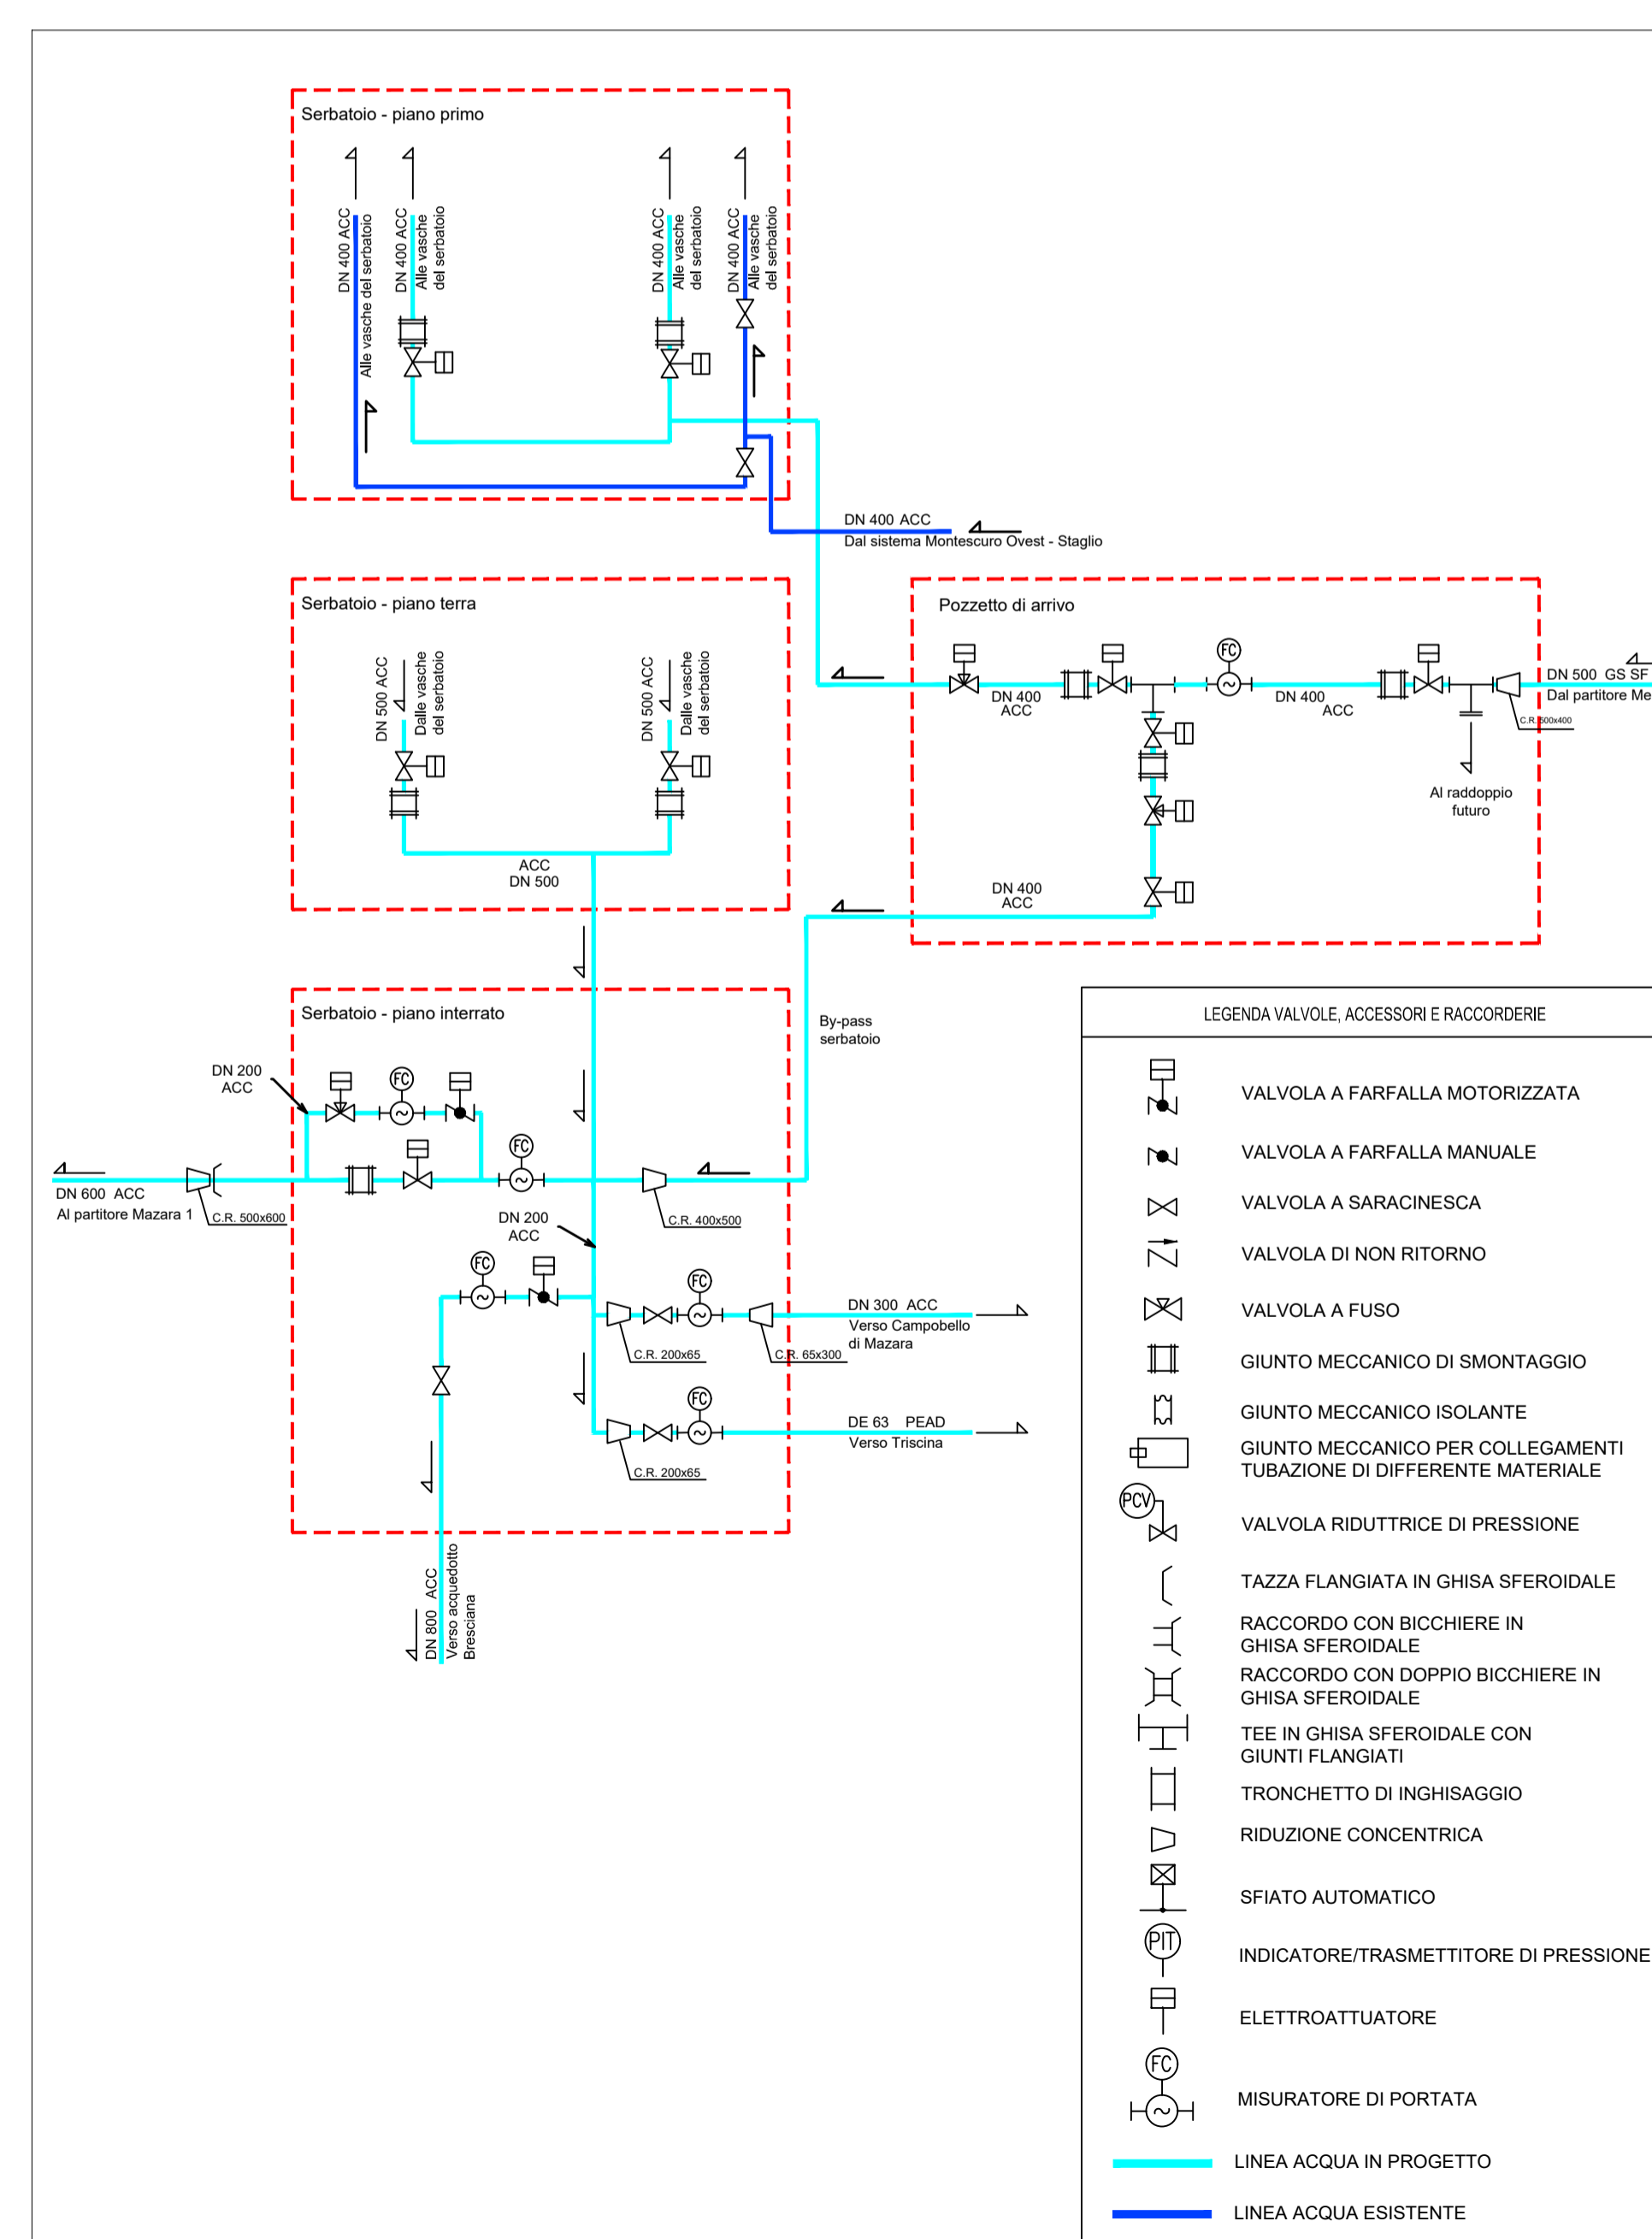 Serbatoio - piano primo
DN 400 ACC
Alle vasche del serbatoio
DN 400 ACC
Alle vasche
del serbatoio
DN 400 ACC
Alle vasche
del serbatoio
DN 400 ACC
Alle vasche
del serbatoio
DN 400 ACC
Dal sistema Montescuro Ovest - Staglio
Serbatoio - piano terra
DN 500 ACC
Dalle vasche
del serbatoio
DN 500 ACC
Dalle vasche
del serbatoio
ACC
DN 500
Pozzetto di arrivo
FC
DN 400
ACC
DN 400
ACC
DN 500 GS SF
Dal partitore Me
C.R. 500x400
Al raddoppio
futuro
DN 400
ACC
By-pass
serbatoio
Serbatoio - piano interrato
DN 200
ACC
FC
FC
DN 600 ACC
Al partitore Mazara 1
C.R. 500x600
C.R. 400x500
DN 200
ACC
FC
FC
DN 300 ACC
Verso Campobello
di Mazara
C.R. 200x65
C.R. 65x300
FC
DE 63 PEAD
Verso Triscina
C.R. 200x65
DN 800 ACC
Verso acquedotto
Bresciana
LEGENDA VALVOLE, ACCESSORI E RACCORDERIE
VALVOLA A FARFALLA MOTORIZZATA
VALVOLA A FARFALLA MANUALE
VALVOLA A SARACINESCA
VALVOLA DI NON RITORNO
VALVOLA A FUSO
GIUNTO MECCANICO DI SMONTAGGIO
GIUNTO MECCANICO ISOLANTE
GIUNTO MECCANICO PER COLLEGAMENTI
TUBAZIONE DI DIFFERENTE MATERIALE
PCV
VALVOLA RIDUTTRICE DI PRESSIONE
TAZZA FLANGIATA IN GHISA SFEROIDALE
RACCORDO CON BICCHIERE IN
GHISA SFEROIDALE
RACCORDO CON DOPPIO BICCHIERE IN
GHISA SFEROIDALE
TEE IN GHISA SFEROIDALE CON
GIUNTI FLANGIATI
TRONCHETTO DI INGHISAGGIO
RIDUZIONE CONCENTRICA
SFIATO AUTOMATICO
PIT
INDICATORE/TRASMETTITORE DI PRESSIONE
ELETTROATTUATORE
FC
MISURATORE DI PORTATA
LINEA ACQUA IN PROGETTO
LINEA ACQUA ESISTENTE